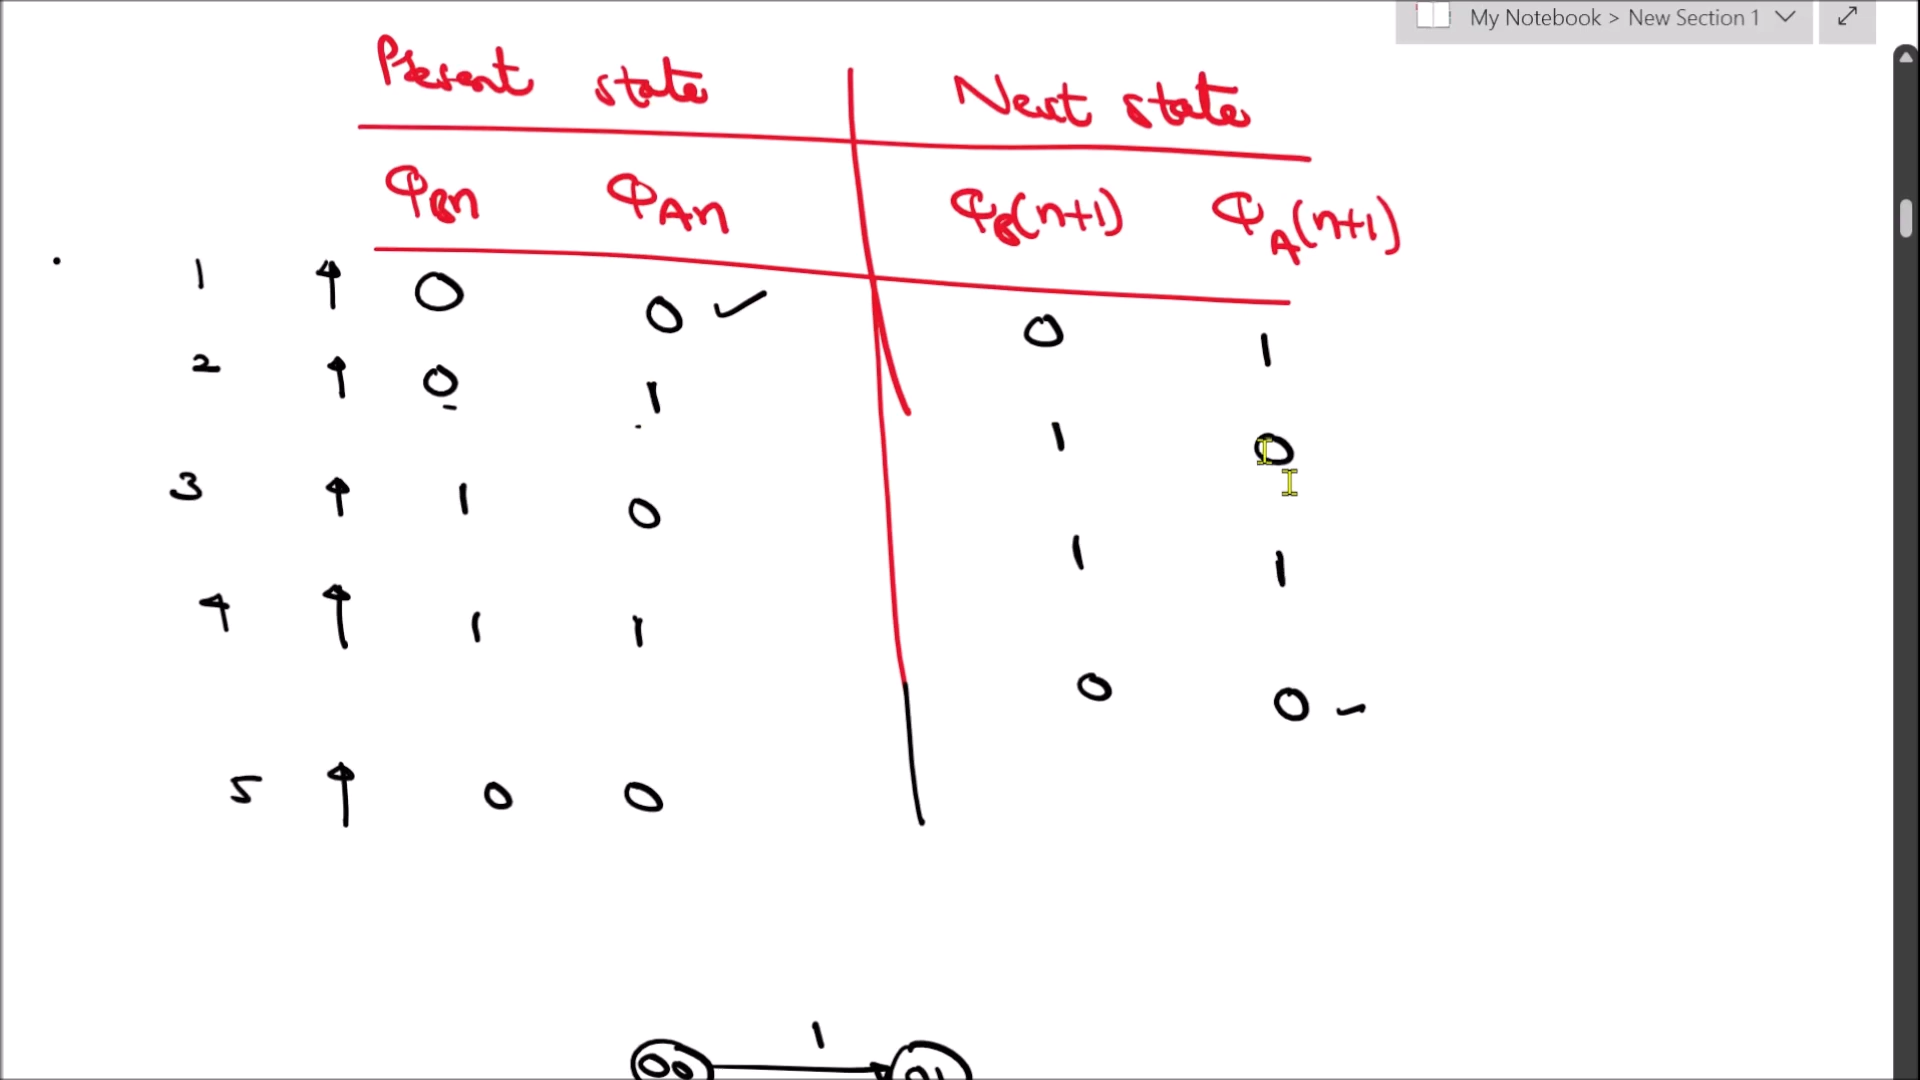 My Notebook > New Section 1
Present state Next state
QBn QAn QB(n+1) QA(n+1)
1 ↑ 0 0 ✓ 0 1
2 ↑ 0 1 1 0
3 ↑ 1 0 1 1
4 ↑ 1 1 0 0
5 ↑ 0 0
1
00 01